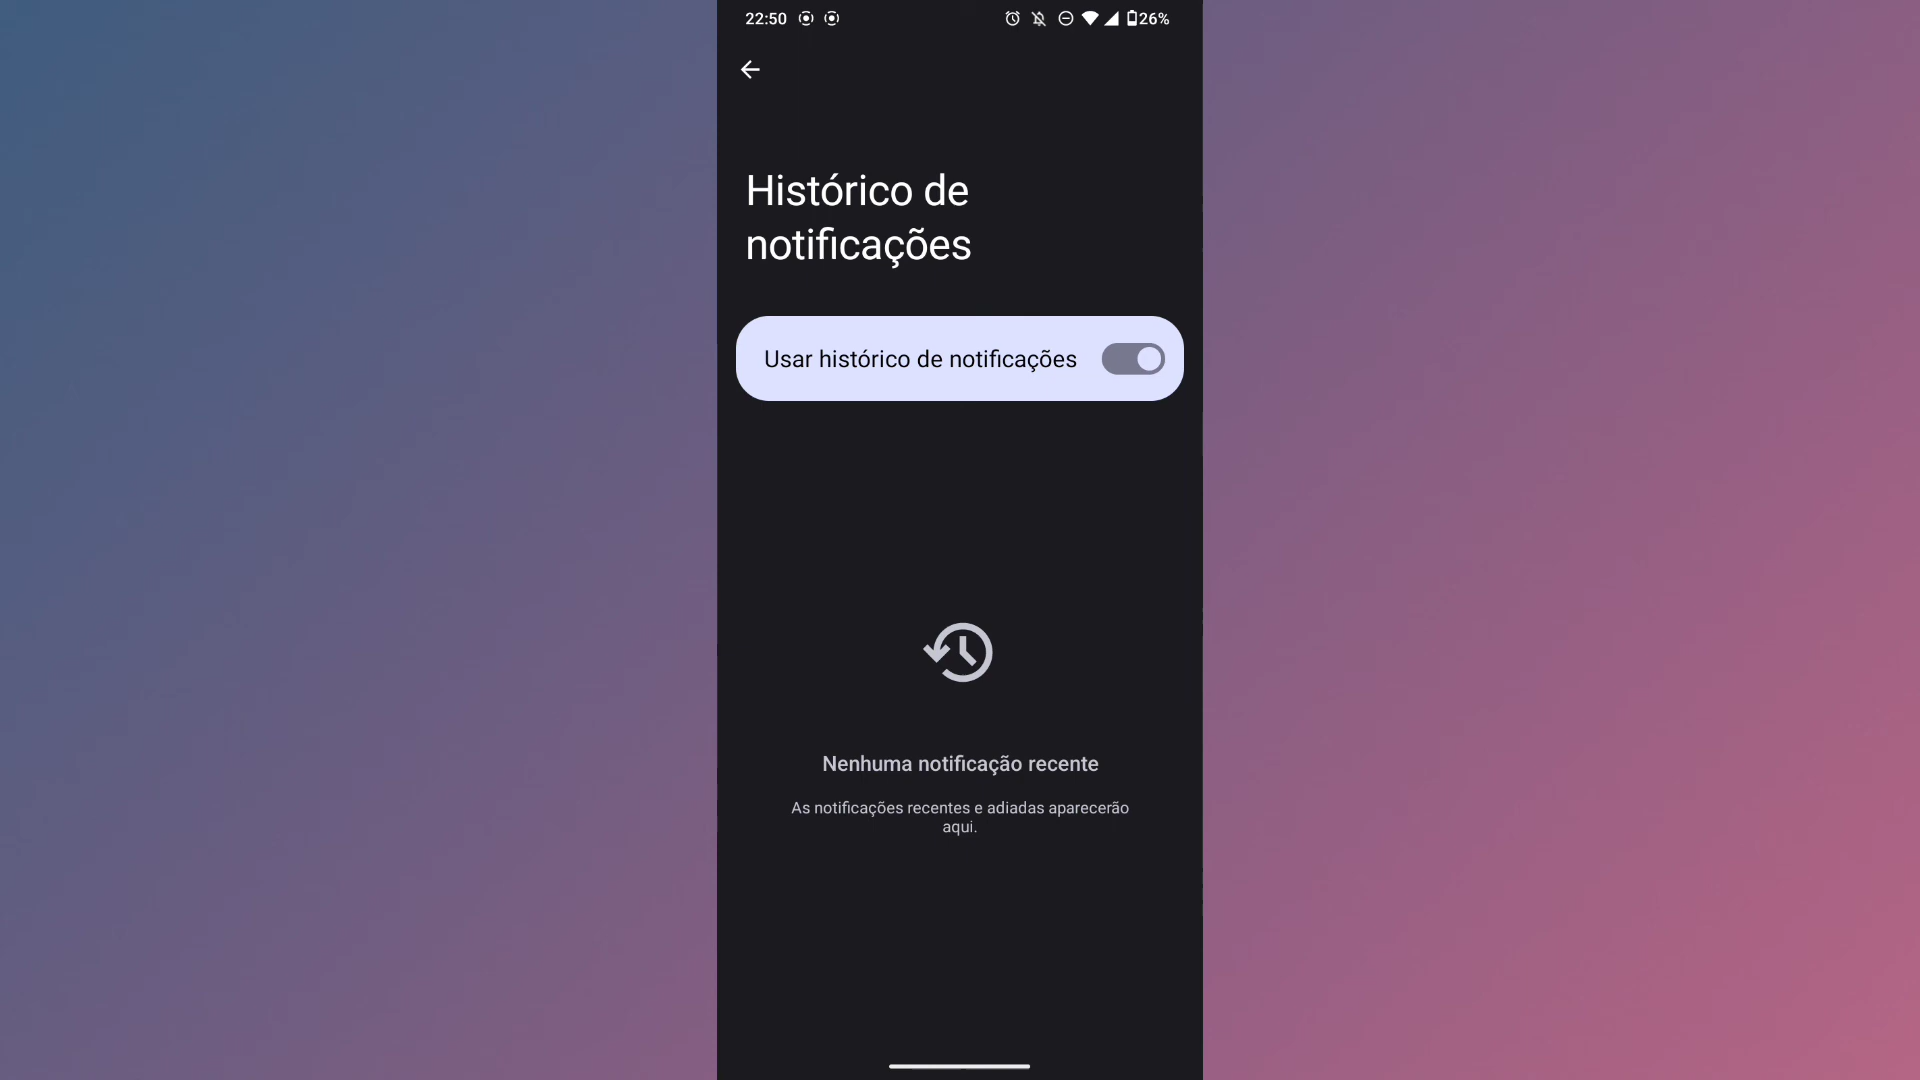 22:50 26%
Histórico de
notificações
Usar histórico de notificações
Nenhuma notificação recente
As notificações recentes e adiadas aparecerão
aqui.